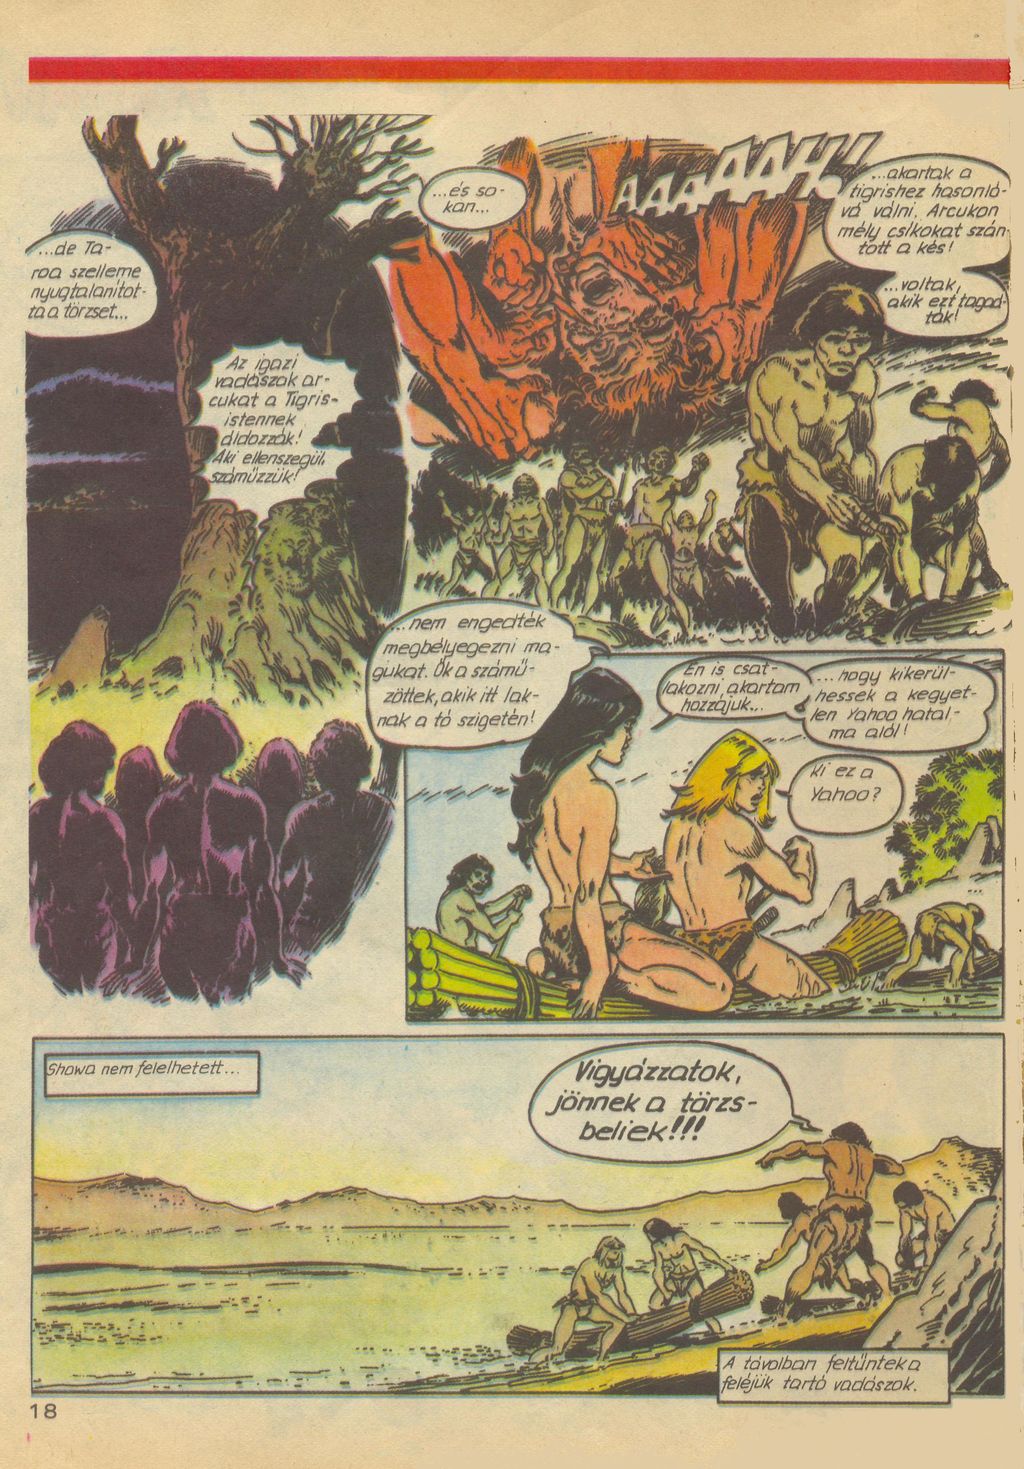 ...de Ta-
roa szelleme
nyugtalanítot-
ta a törzset...
Az igazi
vadászok ar-
cukat a Tigris-
istennek
áldozzák!
Aki ellenszegül,
száműzzük!
...és so-
kan...
AAAAAAH!
...akartak a
tigrishez hasonló-
vá válni. Arcukon
mély csíkokat szán-
tott a kés!
...voltak,
akik ezt tagad-
ták!
...nem engedték
megbélyegezni ma-
gukat. Ők a szám​ű-
zöttek, akik itt lak-
nak a tó szigetén!
Én is csat-
lakozni akartam
hozzájuk...
...hogy kikerül-
hessek a kegyet-
len Yahoo hatal-
ma alól!
Ki ez a
Yahoo?
Showa nem felelhetett...
Vigyázzatok,
jönnek a törzs-
beliek!!!
A távolban feltűntek a
feléjük tartó vadászok.
18